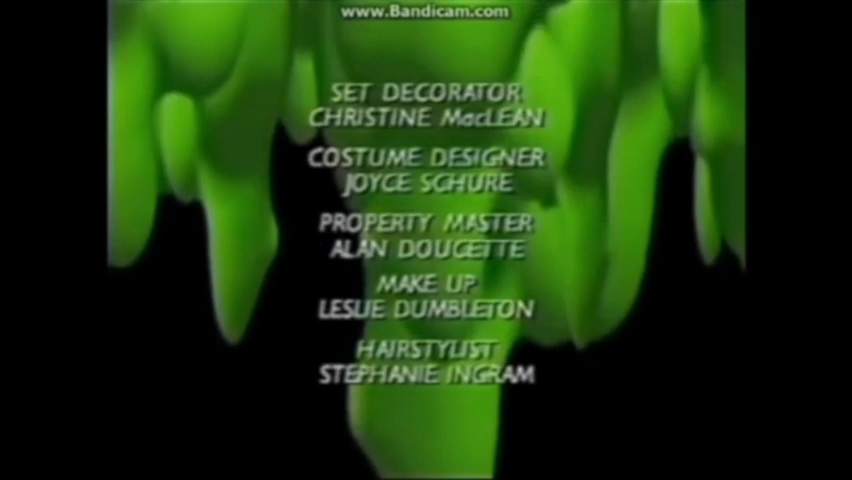 www.Bandicam.com
SET DECORATOR
CHRISTINE MacLEAN
COSTUME DESIGNER
JOYCE SCHURE
PROPERTY MASTER
ALAN DOUCETTE
MAKE UP
LESLIE DUMBLETON
HAIRSTYLIST
STEPHANIE INGRAM